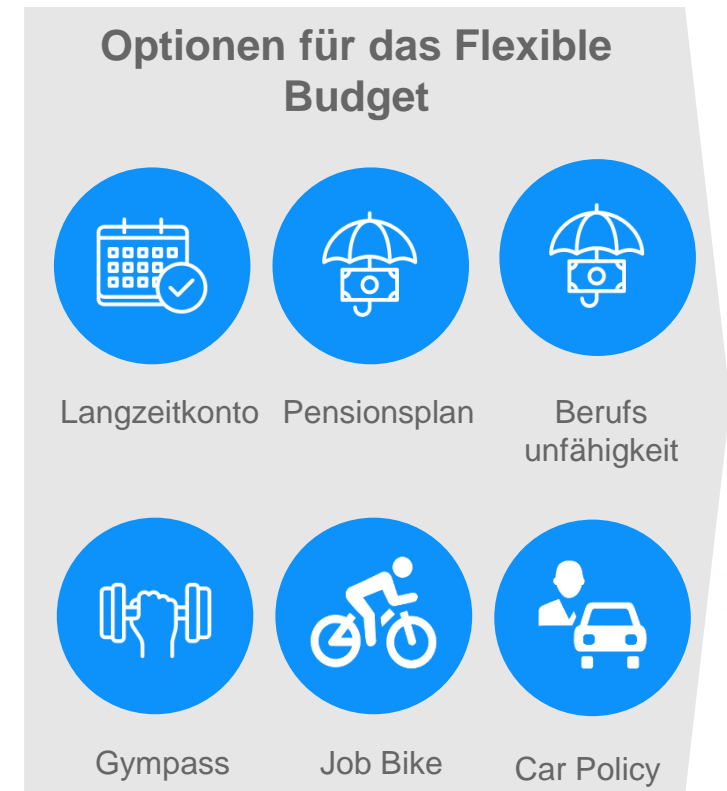 Optionen für das Flexible
Budget
Langzeitkonto
Pensionsplan
Berufs
unfähigkeit
Gympass
Job Bike
Car Policy